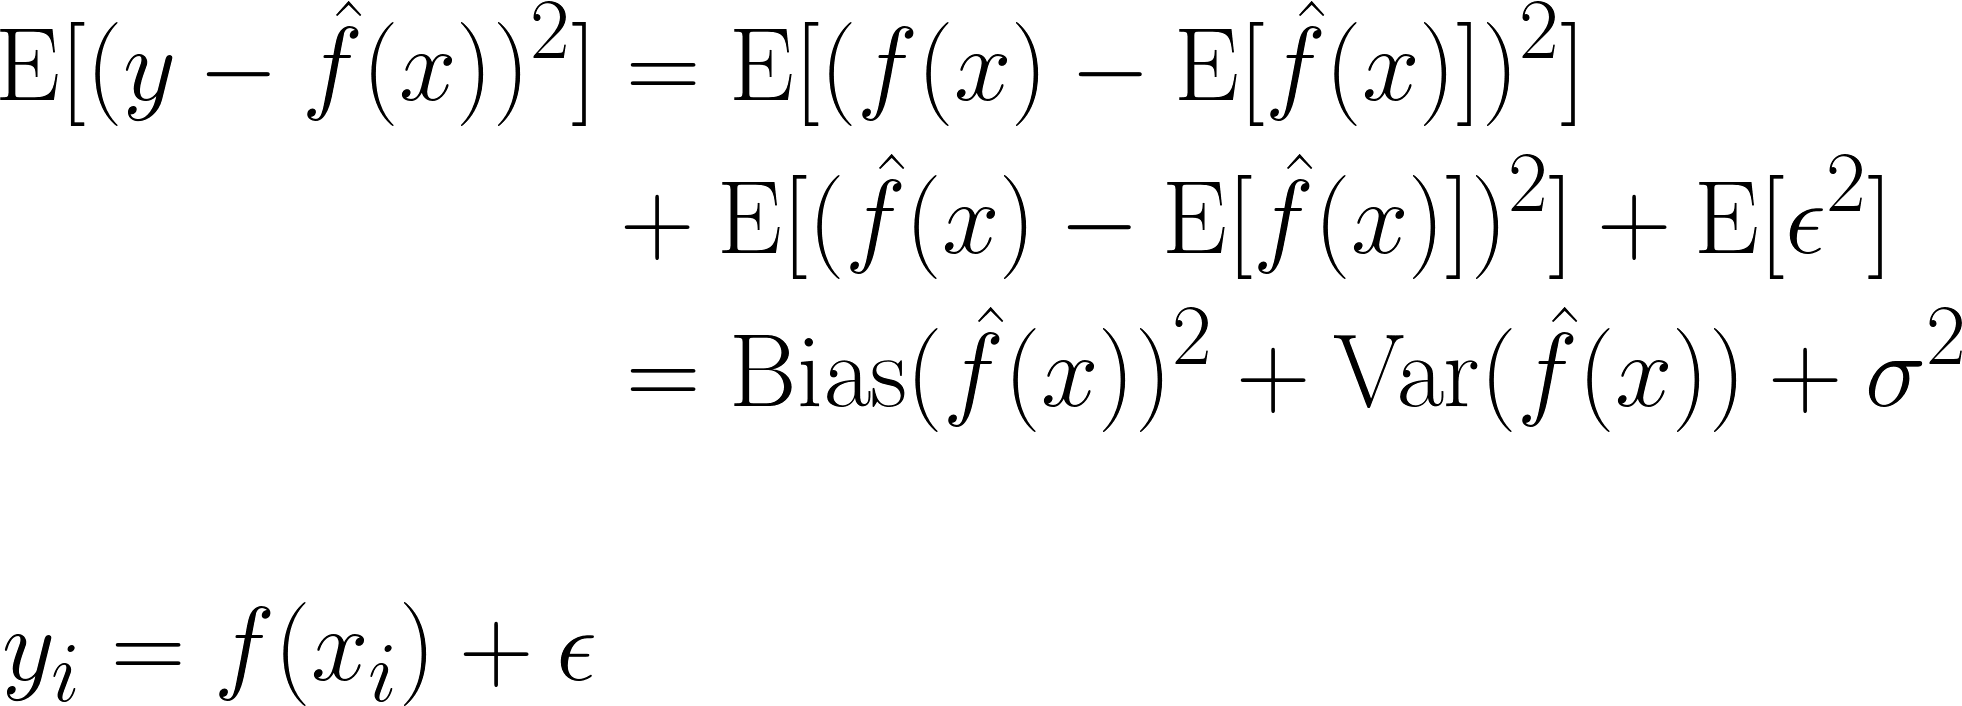 E[(y − f̂(x))²] = E[(f(x) − E[f̂(x)])²]
+ E[(f̂(x) − E[f̂(x)])²] + E[ϵ²]
= Bias(f̂(x))² + Var(f̂(x)) + σ²
yᵢ = f(xᵢ) + ϵ